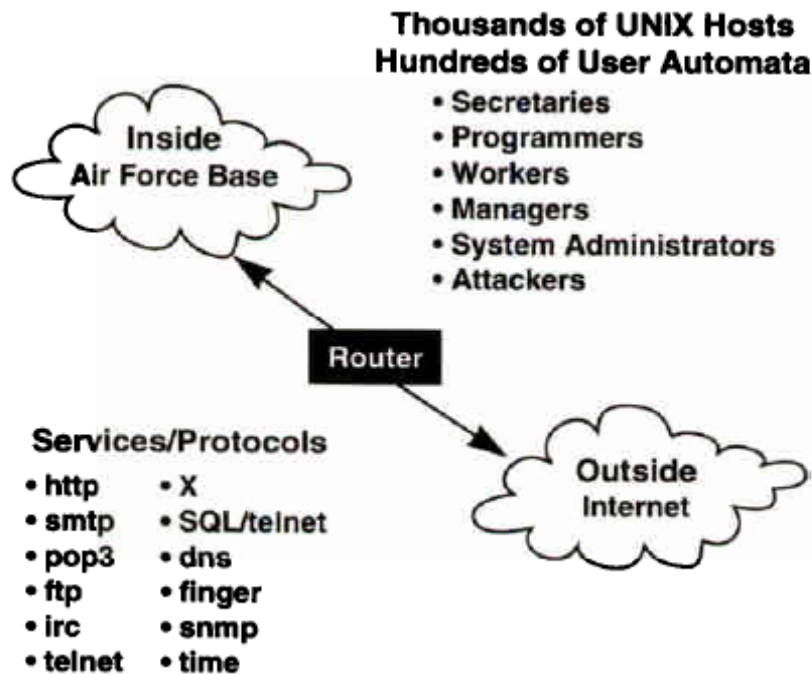 Thousands of UNIX Hosts
Hundreds of User Automata
• Secretaries
• Programmers
• Workers
• Managers
• System Administrators
• Attackers
Inside
Air Force Base
Router
Outside
Internet
Services/Protocols
• http • X
• smtp • SQL/telnet
• pop3 • dns
• ftp • finger
• irc • snmp
• telnet • time